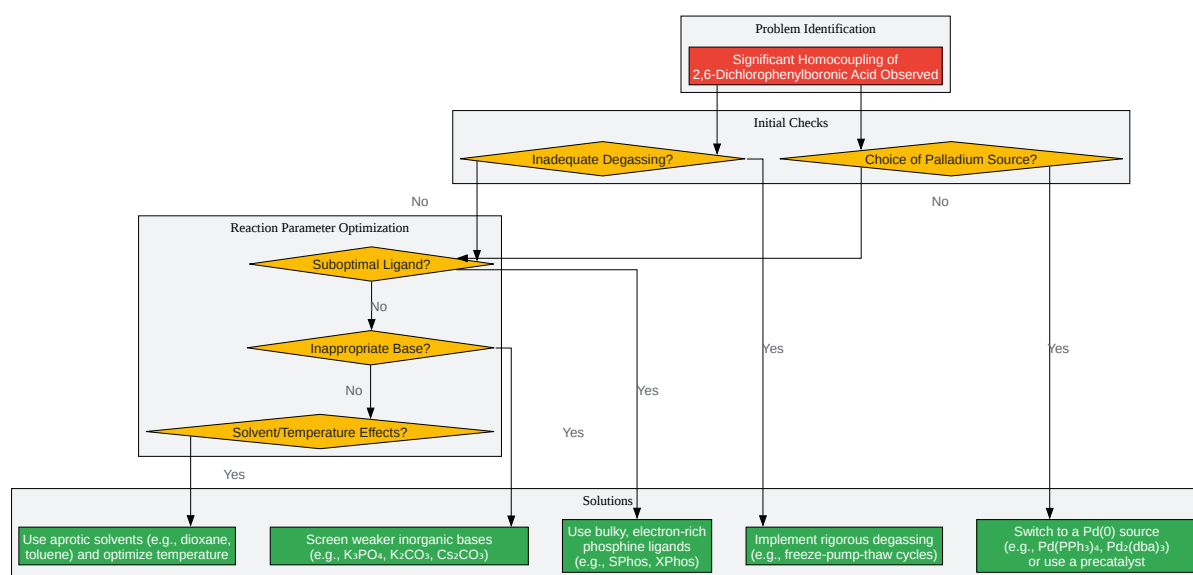 Problem Identification
Significant Homocoupling of
2,6-Dichlorophenylboronic Acid Observed
Initial Checks
Inadequate Degassing?
Choice of Palladium Source?
No
No
Reaction Parameter Optimization
Suboptimal Ligand?
No
Inappropriate Base?
Yes
Yes
No
Yes
Solvent/Temperature Effects?
Yes
Yes
Solutions
Use aprotic solvents (e.g., dioxane,
toluene) and optimize temperature
Screen weaker inorganic bases
(e.g., K₃PO₄, K₂CO₃, Cs₂CO₃)
Use bulky, electron-rich
phosphine ligands
(e.g., SPhos, XPhos)
Implement rigorous degassing
(e.g., freeze-pump-thaw cycles)
Switch to a Pd(0) source
(e.g., Pd(PPh₃)₄, Pd₂(dba)₃)
or use a precatalyst